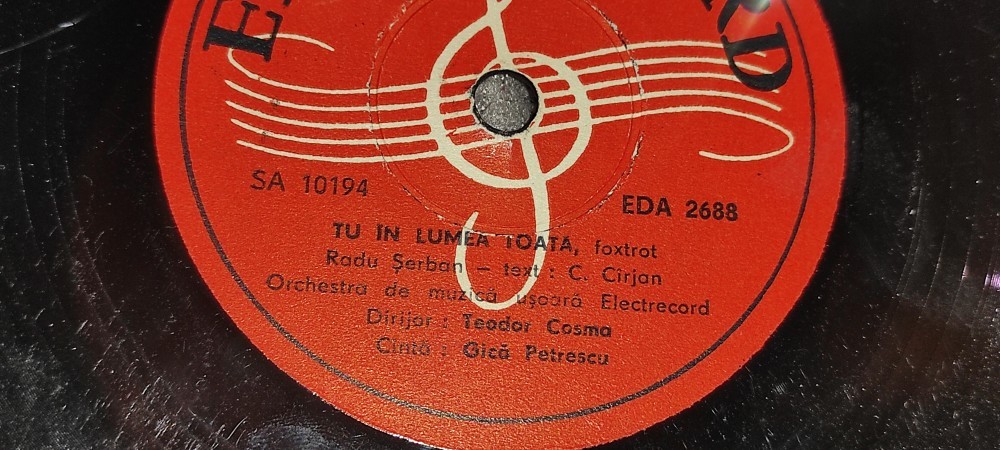 SA 10194
EDA 2688
TU IN LUMEA TOATĂ, foxtrot
Radu Şerban – text : C. Cîrjan
Orchestra de muzică uşoară Electrecord
Dirijor : Teodor Cosma
Cîntă : Gică Petrescu